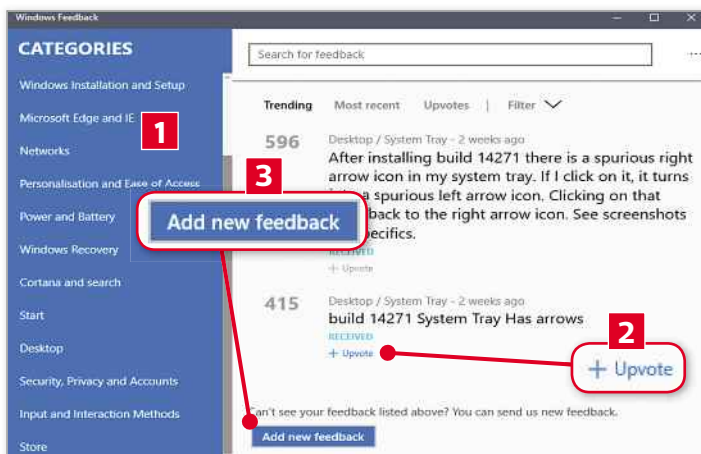 Windows Feedback
CATEGORIES
Windows Installation and Setup
Microsoft Edge and IE
1
Networks
Personalisation and Ease of Access
Power and Battery
Windows Recovery
Cortana and search
Start
Desktop
Security, Privacy and Accounts
Input and Interaction Methods
Store
Search for feedback
...
Trending Most recent Upvotes | Filter
596
Desktop / System Tray - 2 weeks ago
After installing build 14271 there is a spurious right
arrow icon in my system tray. If I click on it, it turns
a spurious left arrow icon. Clicking on that
back to the right arrow icon. See screenshots
RECEIVED
+ Upvote
3
Add new feedback
415
Desktop / System Tray - 2 weeks ago
build 14271 System Tray Has arrows
RECEIVED
+ Upvote
2
+ Upvote
Can't see your feedback listed above? You can send us new feedback.
Add new feedback